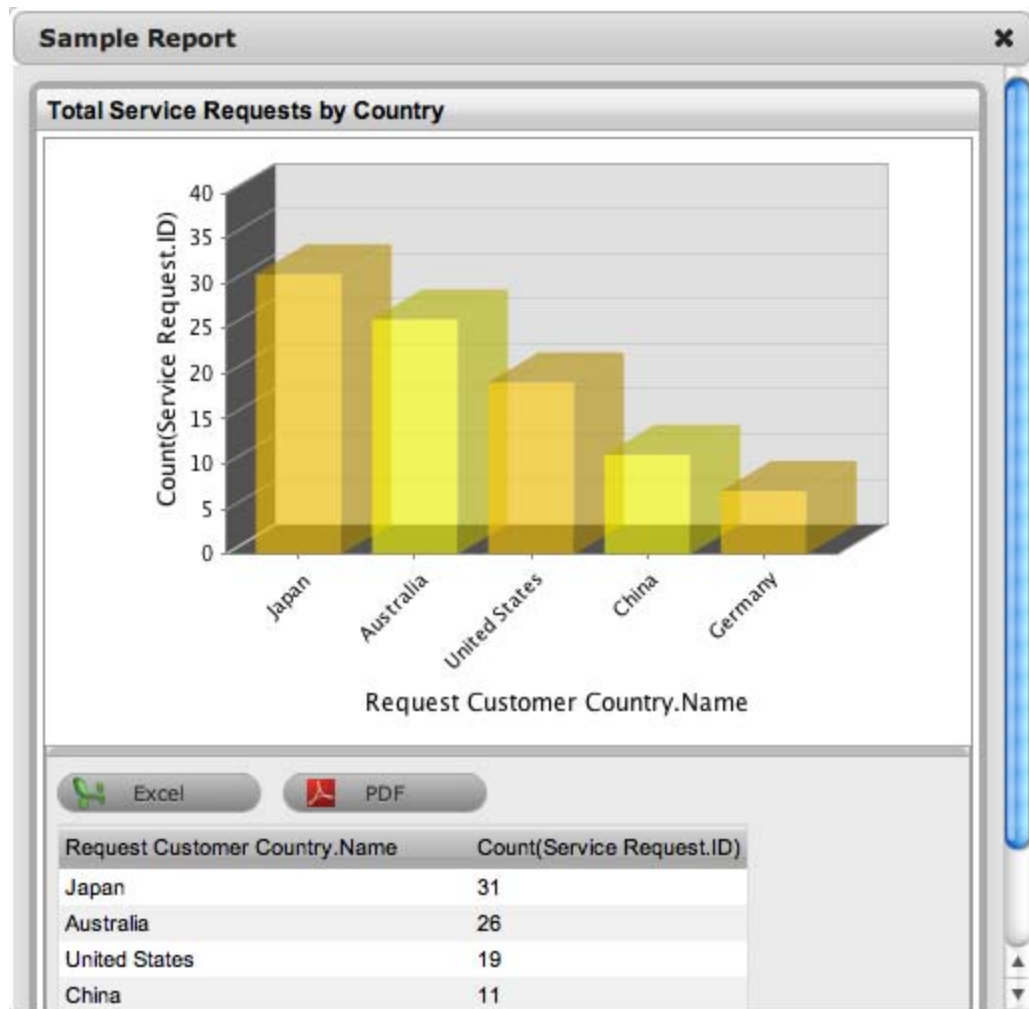 Sample Report
Total Service Requests by Country
Count(Service Request.ID)
40
35
30
25
20
15
10
5
0
Japan
Australia
United States
China
Germany
Request Customer Country.Name
Excel
PDF
Request Customer Country.Name Count(Service Request.ID)
Japan 31
Australia 26
United States 19
China 11